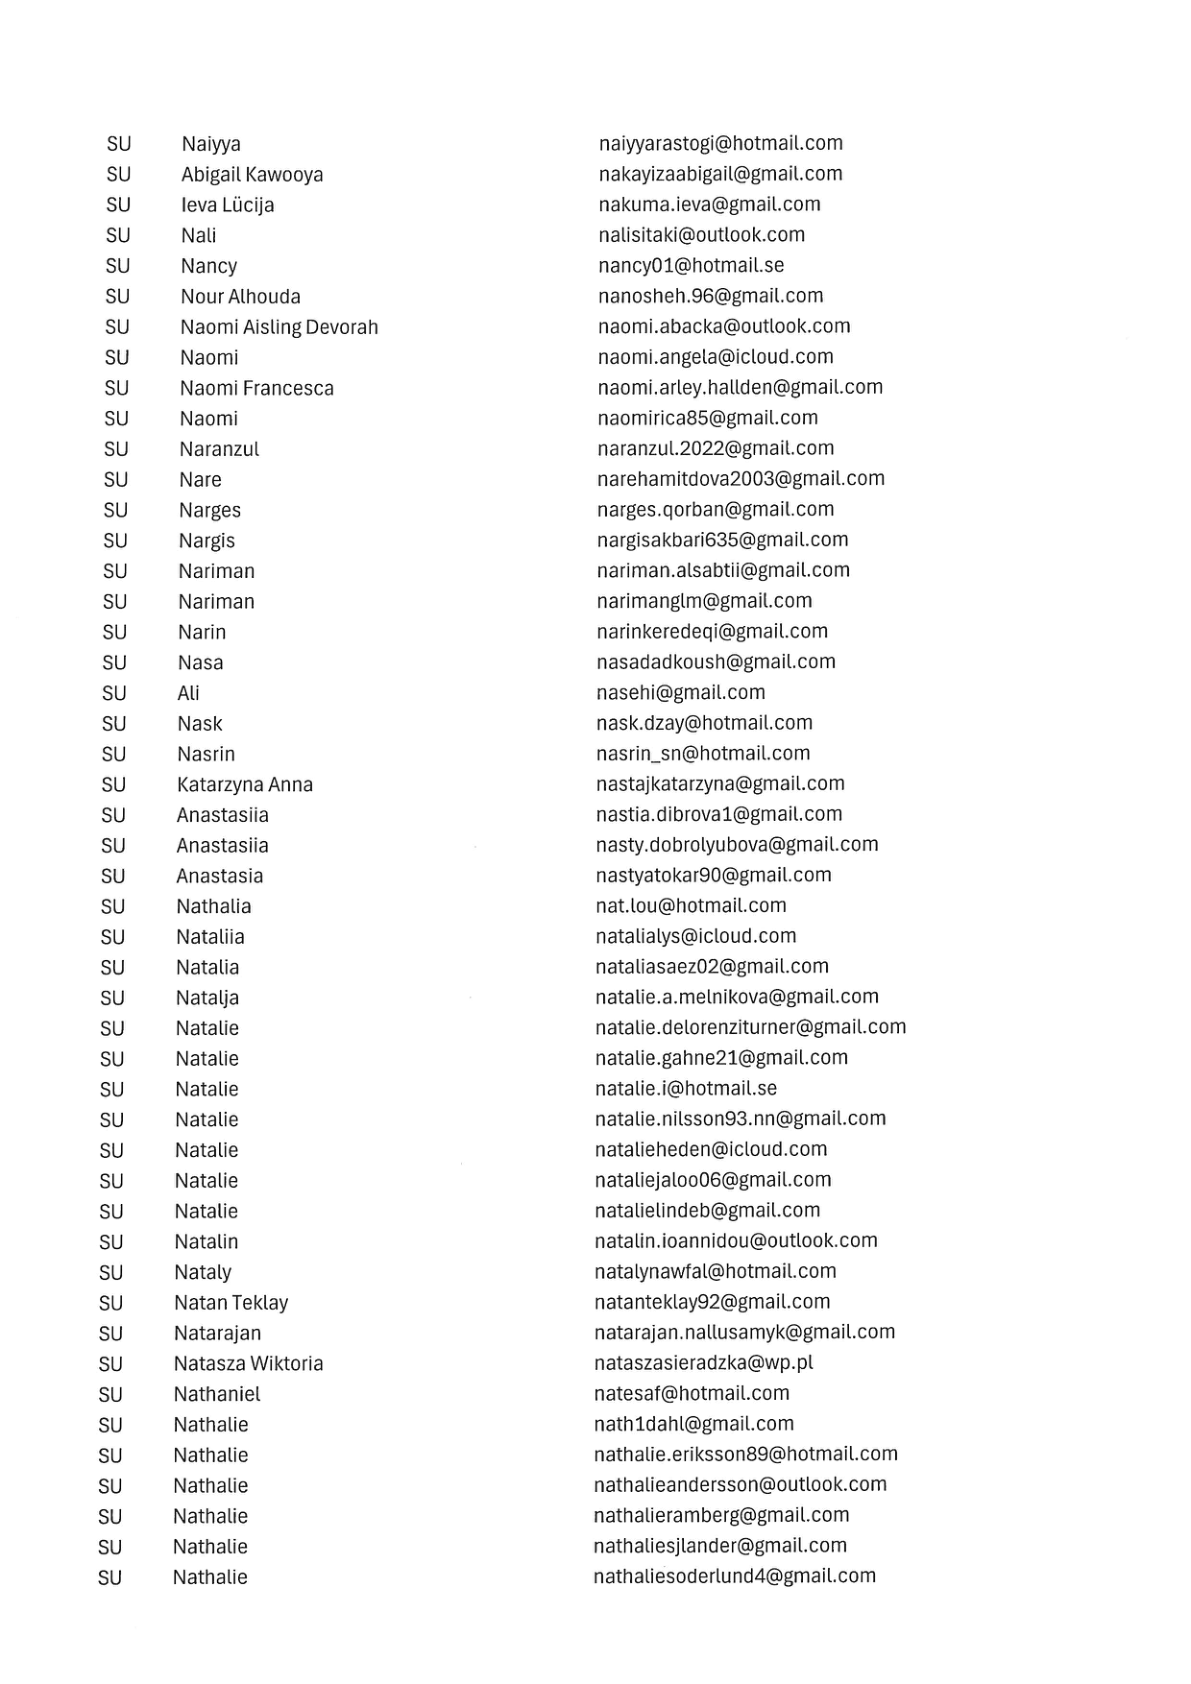 SU Naiyya naiyyarastogi@hotmail.com
SU Abigail Kawooya nakayizaabigail@gmail.com
SU Ieva Lücija nakuma.ieva@gmail.com
SU Nali nalisitaki@outlook.com
SU Nancy nancy01@hotmail.se
SU Nour Alhouda nanosheh.96@gmail.com
SU Naomi Aisling Devorah naomi.abacka@outlook.com
SU Naomi naomi.angela@icloud.com
SU Naomi Francesca naomi.arley.hallden@gmail.com
SU Naomi naomirica85@gmail.com
SU Naranzul naranzul.2022@gmail.com
SU Nare narehamitdova2003@gmail.com
SU Narges narges.qorban@gmail.com
SU Nargis nargisakbari635@gmail.com
SU Nariman nariman.alsabtii@gmail.com
SU Nariman narimanglm@gmail.com
SU Narin narinkeredeqi@gmail.com
SU Nasa nasadadkoush@gmail.com
SU Ali nasehi@gmail.com
SU Nask nask.dzay@hotmail.com
SU Nasrin nasrin_sn@hotmail.com
SU Katarzyna Anna nastajkatarzyna@gmail.com
SU Anastasiia nastia.dibrova1@gmail.com
SU Anastasiia nasty.dobrolyubova@gmail.com
SU Anastasia nastyatokar90@gmail.com
SU Nathalia nat.lou@hotmail.com
SU Nataliia natalialys@icloud.com
SU Natalia nataliasaez02@gmail.com
SU Natalja natalie.a.melnikova@gmail.com
SU Natalie natalie.delorenziturner@gmail.com
SU Natalie natalie.gahne21@gmail.com
SU Natalie natalie.i@hotmail.se
SU Natalie natalie.nilsson93.nn@gmail.com
SU Natalie natalieheden@icloud.com
SU Natalie nataliejaloo06@gmail.com
SU Natalie natalielindeb@gmail.com
SU Natalin natalin.ioannidou@outlook.com
SU Nataly natalynawfal@hotmail.com
SU Natan Teklay natanteklay92@gmail.com
SU Natarajan natarajan.nallusamyk@gmail.com
SU Natasza Wiktoria nataszasieradzka@wp.pl
SU Nathaniel natesaf@hotmail.com
SU Nathalie nath1dahl@gmail.com
SU Nathalie nathalie.eriksson89@hotmail.com
SU Nathalie nathalieandersson@outlook.com
SU Nathalie nathalieramberg@gmail.com
SU Nathalie nathaliesjlander@gmail.com
SU Nathalie nathaliesoderlund4@gmail.com